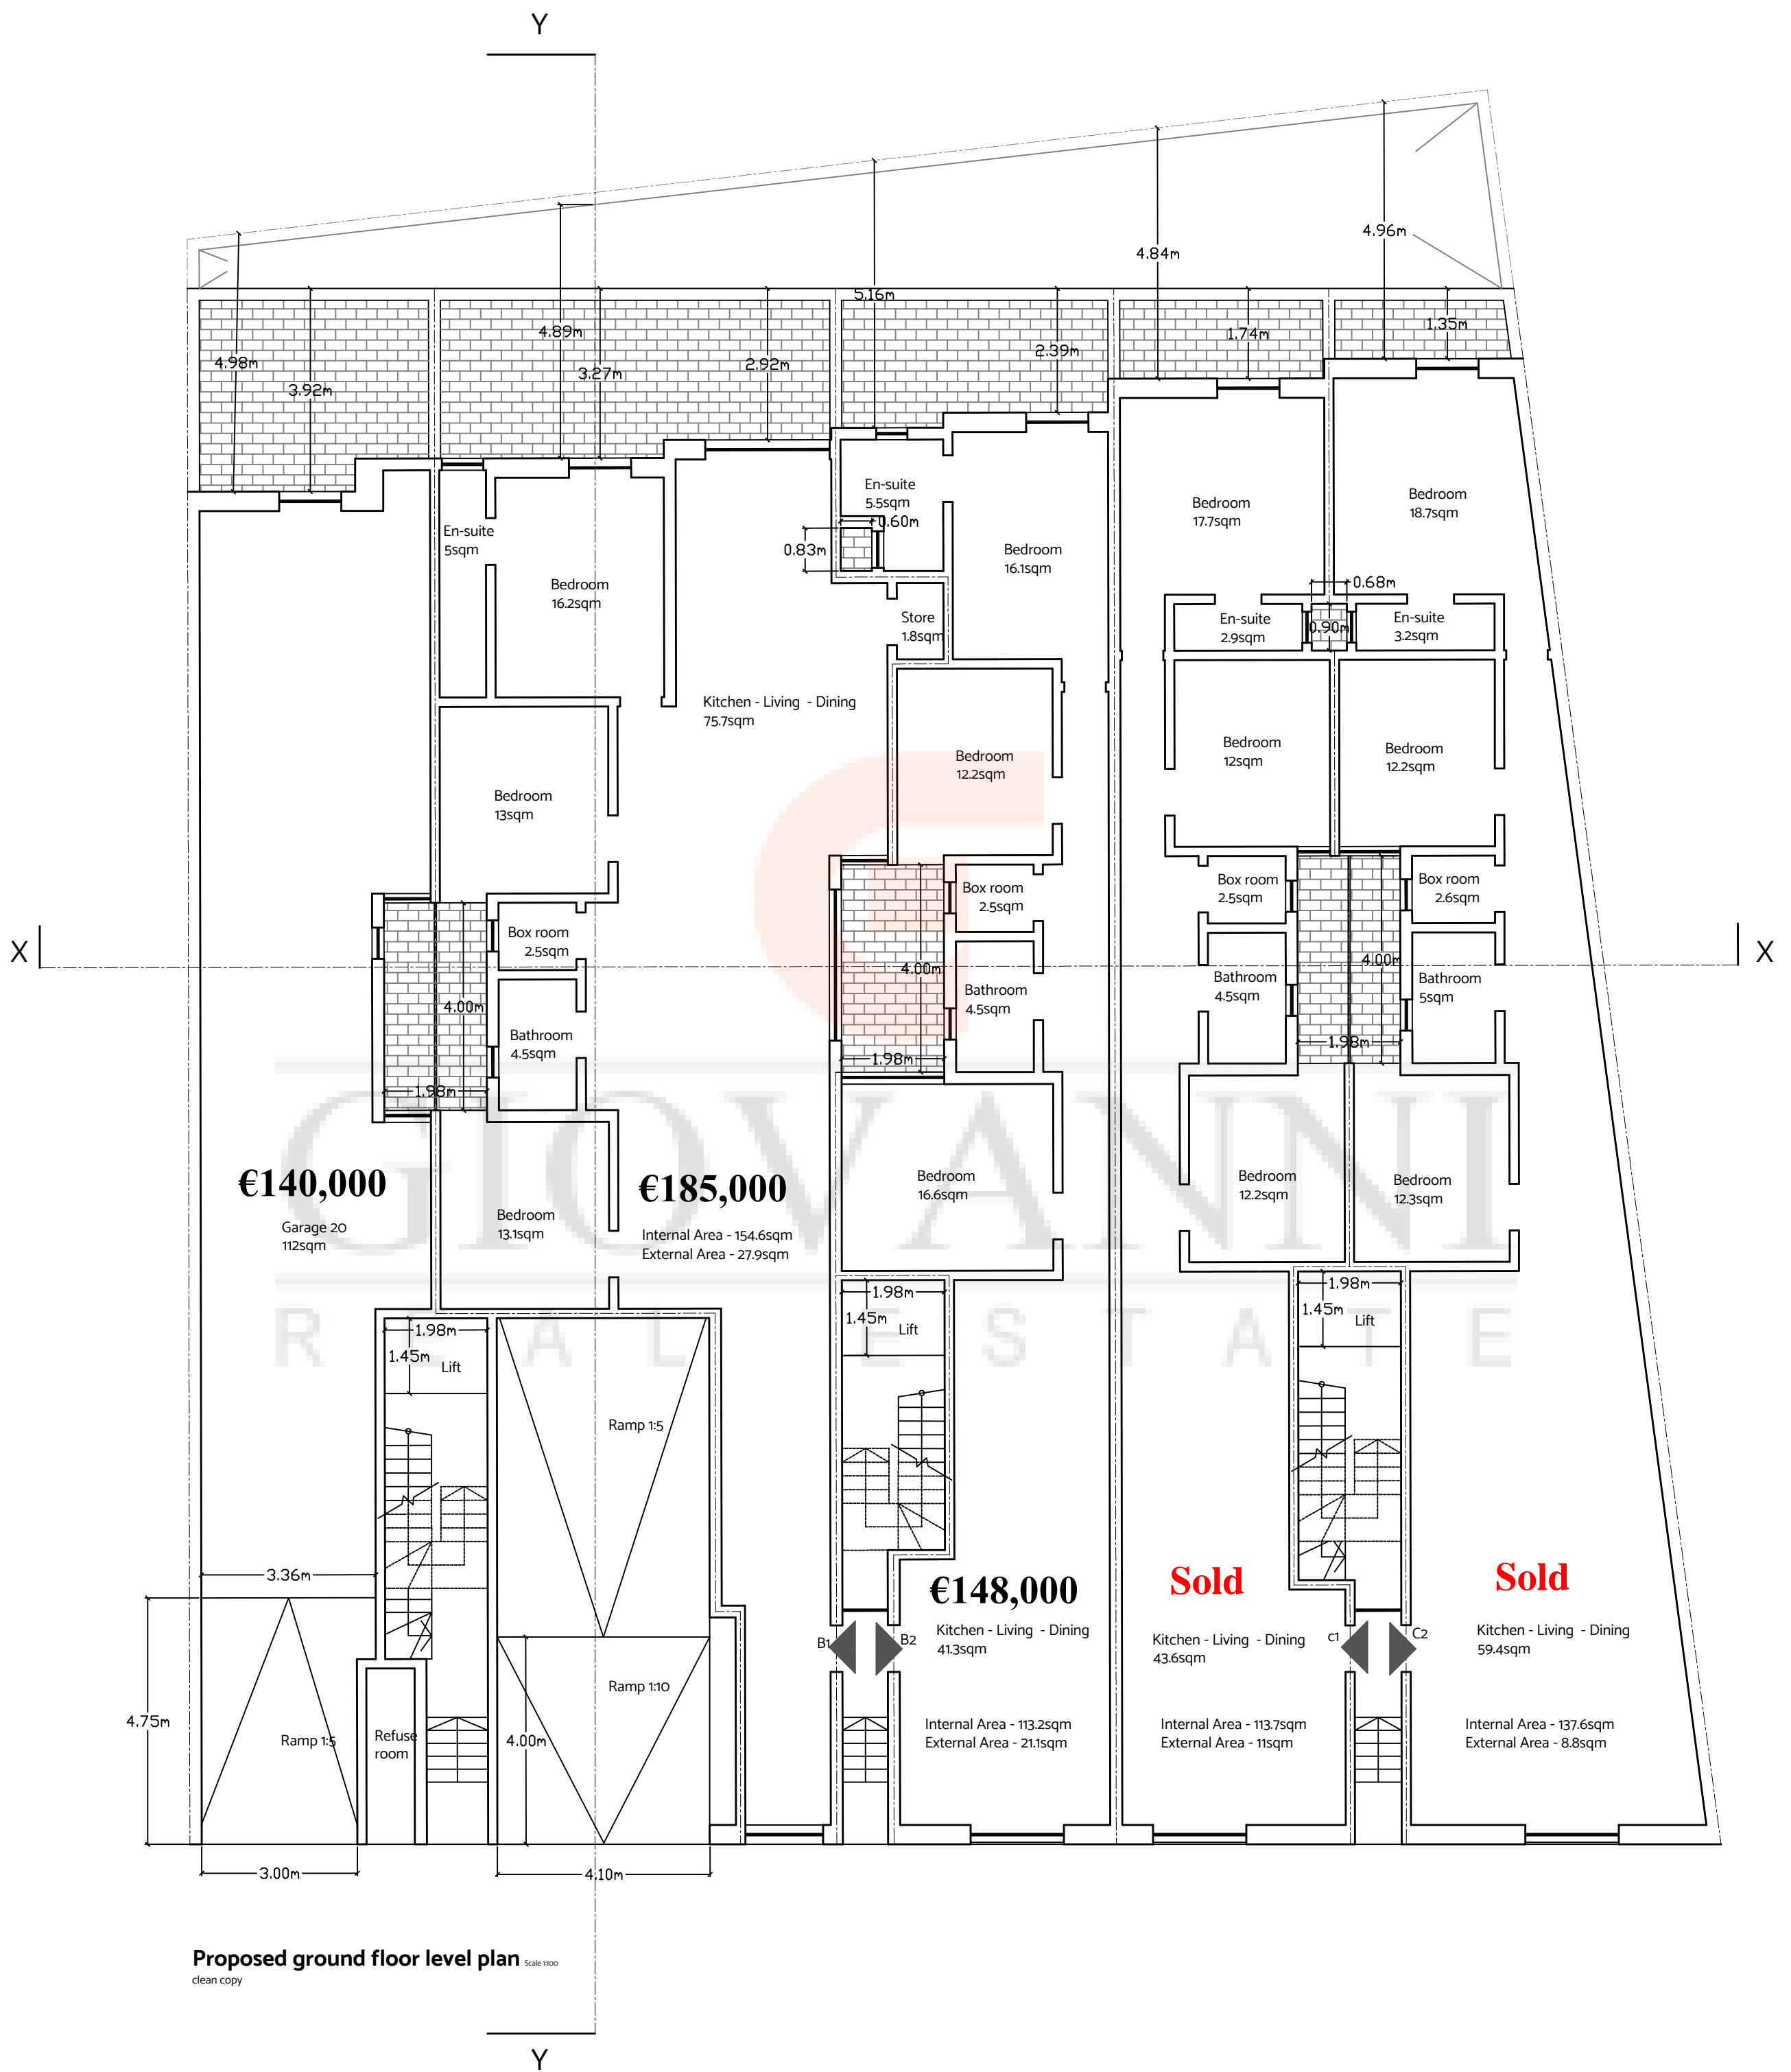 Y
4.96m
4.84m
5.16m
4.89m
4.98m
3.92m
3.27m
2.92m
2.39m
1.74m
1.35m
En-suite
5sqm
Bedroom
16.2sqm
En-suite
5.5sqm
0.60m
0.83m
Bedroom
16.1sqm
Bedroom
17.7sqm
Bedroom
18.7sqm
0.68m
Store
1.8sqm
En-suite
2.9sqm
0.90m
En-suite
3.2sqm
Kitchen - Living - Dining
75.7sqm
Bedroom
12.2sqm
Bedroom
12sqm
Bedroom
12.2sqm
Bedroom
13sqm
Box room
2.5sqm
Box room
2.5sqm
Box room
2.5sqm
Box room
2.6sqm
X
X
4.00m
4.00m
4.00m
Bathroom
4.5sqm
Bathroom
4.5sqm
Bathroom
4.5sqm
Bathroom
5sqm
1.98m
1.98m
1.98m
GIOVANNI
REAL ESTATE
€140,000
Garage 20
112sqm
Bedroom
13.1sqm
€185,000
Internal Area - 154.6sqm
External Area - 27.9sqm
Bedroom
16.6sqm
Bedroom
12.2sqm
Bedroom
12.3sqm
1.98m
1.45m
Lift
1.98m
1.45m
Lift
1.98m
1.45m
Lift
Ramp 1:5
3.36m
€148,000
Sold
Sold
B1
B2
Kitchen - Living - Dining
41.3sqm
Kitchen - Living - Dining
43.6sqm
c1
C2
Kitchen - Living - Dining
59.4sqm
Ramp 1:10
4.75m
Ramp 1:5
Refuse
room
4.00m
Internal Area - 113.2sqm
External Area - 21.1sqm
Internal Area - 113.7sqm
External Area - 11sqm
Internal Area - 137.6sqm
External Area - 8.8sqm
3.00m
4.10m
Proposed ground floor level plan Scale 1:100
clean copy
Y